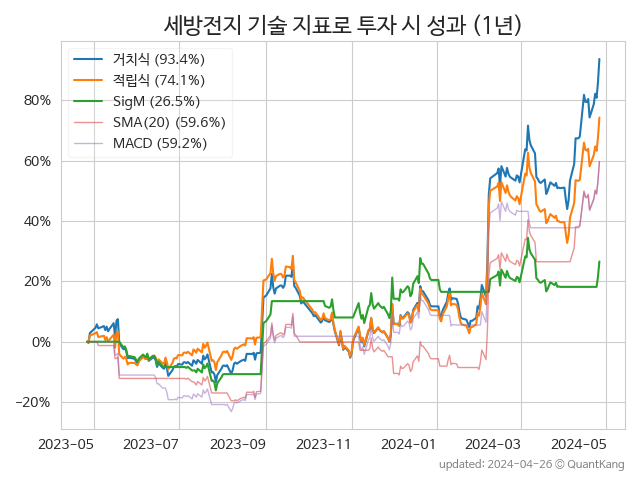 세방전지 기술 지표로 투자 시 성과 (1년)
거치식 (93.4%)
적립식 (74.1%)
SigM (26.5%)
SMA(20) (59.6%)
MACD (59.2%)
80%
60%
40%
20%
0%
−20%
2023-05 2023-07 2023-09 2023-11 2024-01 2024-03 2024-05
updated: 2024-04-26 © QuantKang